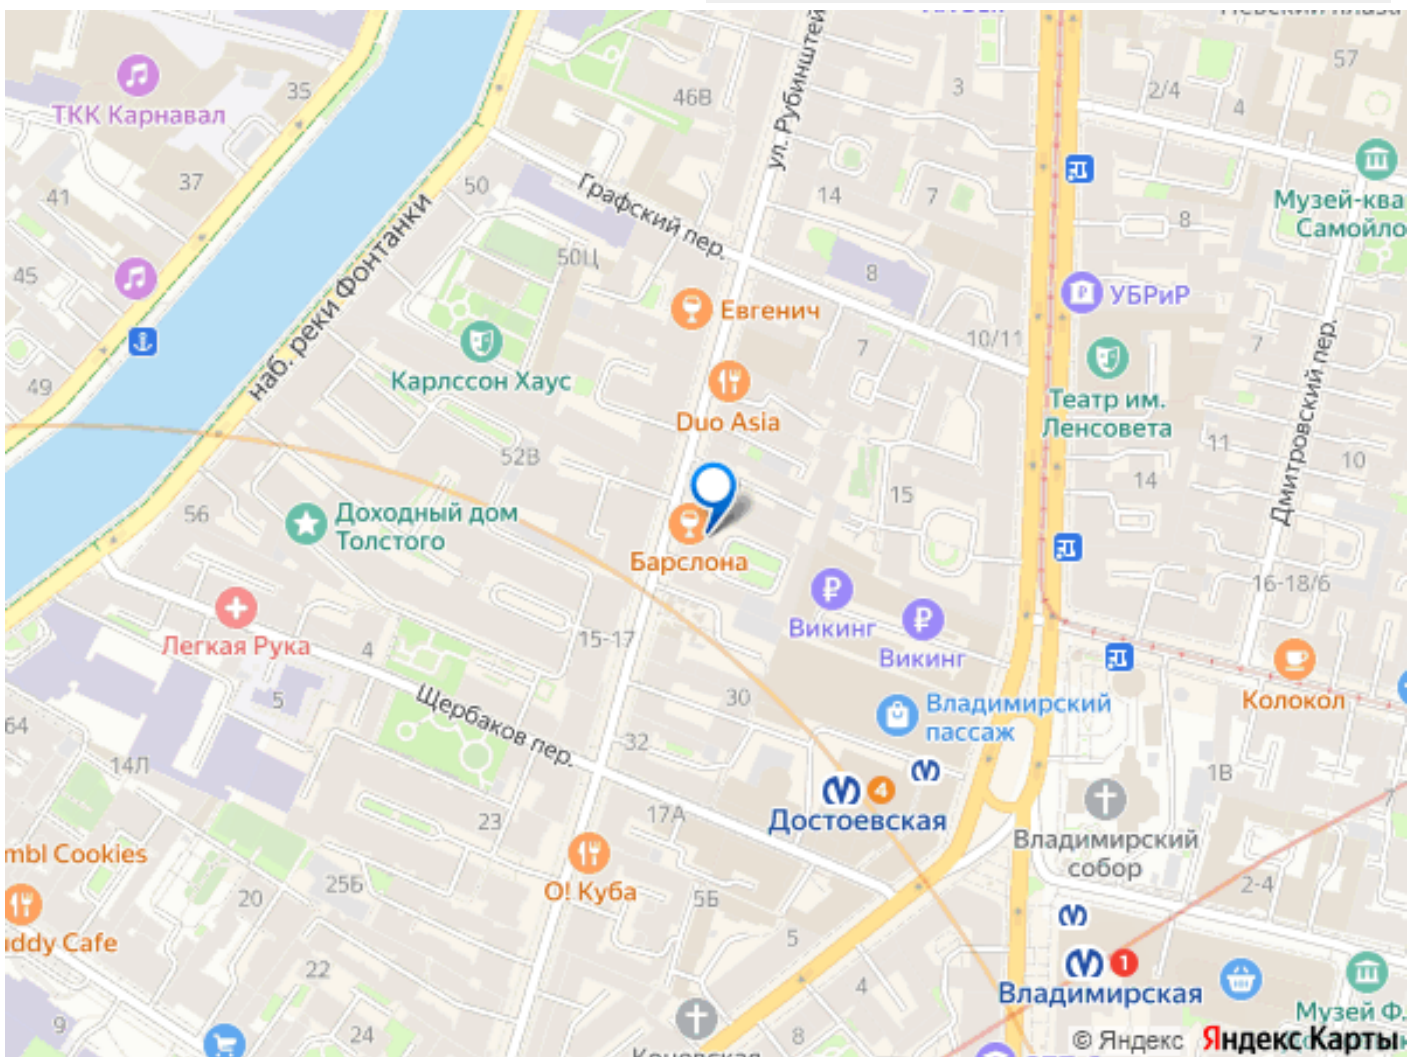 ТКК Карнавал
35
37
41
45
49
46В
ул. Рубинштей
3
2/4
4
57
Музей-ква
Самойло
50
Графский пер.
14
7
8
50Ц
8
УБРиР
наб. реки Фонтанки
Евгенич
10/11
7
7
Карлссон Хаус
Театр им.
Ленсовета
Дмитровский пер.
Duo Asia
11
10
52В
15
14
56
Доходный дом
Толстого
Барслона
16-18/6
Викинг
Викинг
Легкая Рука
4
15-17
5
Щербаков пер.
30
Владимирский
пассаж
Колокол
64
14Л
32
1В
7
4
Достоевская
17А
23
Владимирский
собор
mbl Cookies
О! Куба
25Б
20
5Б
2-4
uddy Cafe
5
22
4
1
Владимирская
Музей Ф.
9
24
8
© Яндекс
Яндекс Карты